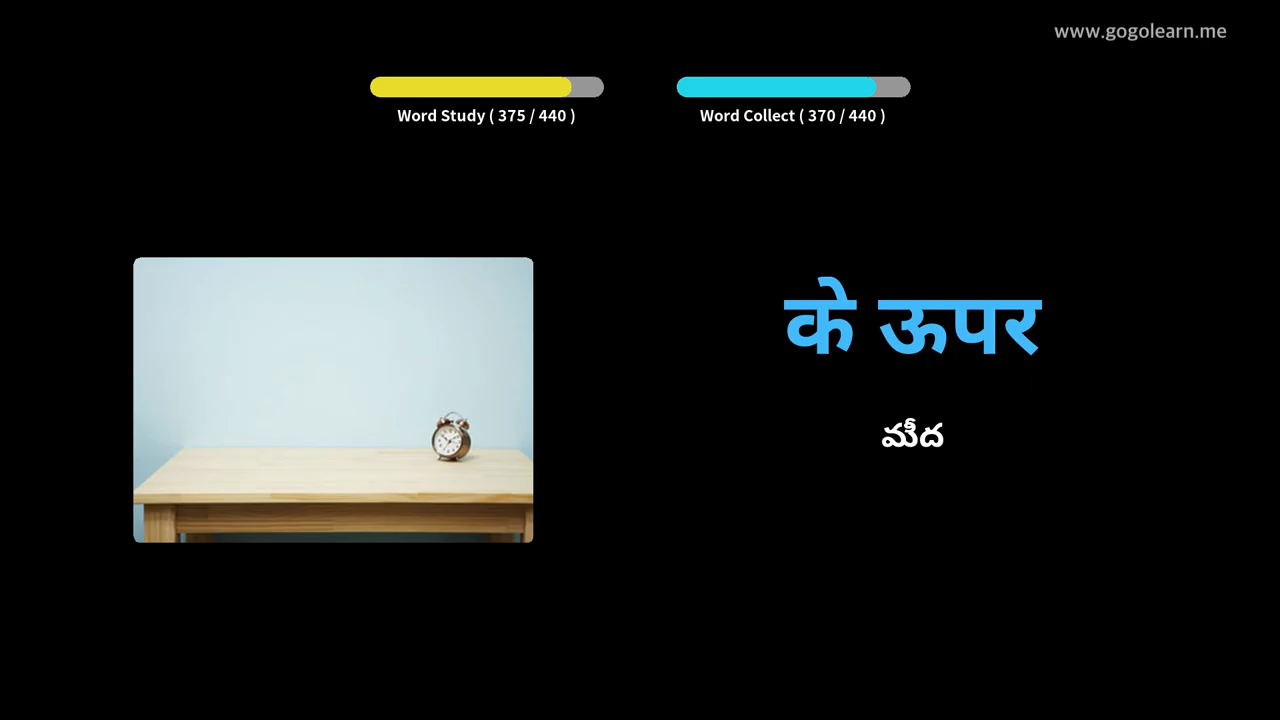 www.gogolearn.me
Word Study ( 375 / 440 )
Word Collect ( 370 / 440 )
के ऊपर
మీద